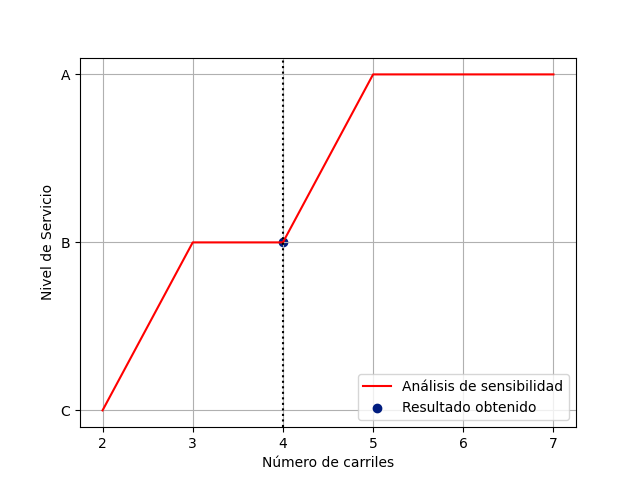 A
B
C
Nivel de Servicio
2 3 4 5 6 7
Número de carriles
Análisis de sensibilidad
Resultado obtenido